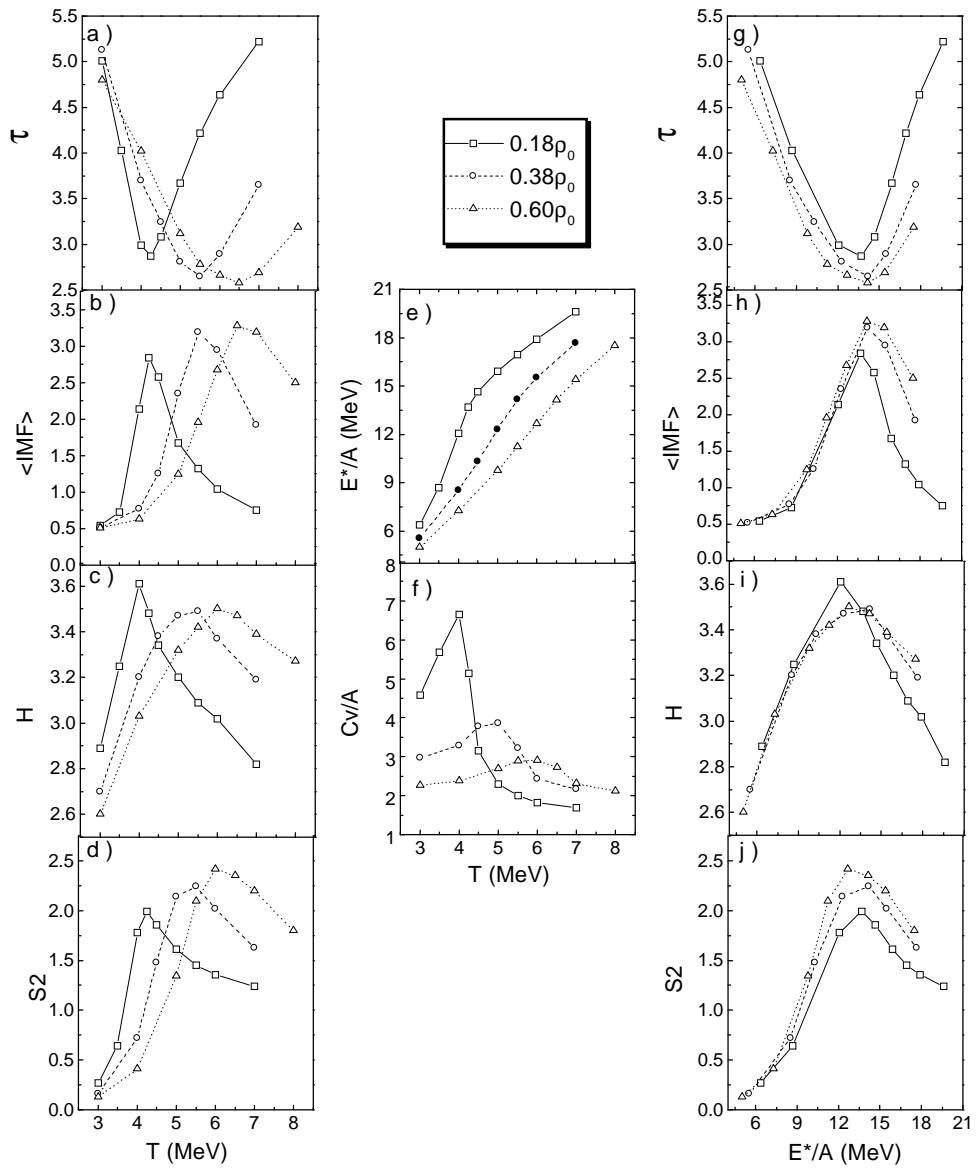 a )
5.5
5.0
4.5
4.0
3.5
3.0
2.5
τ
b )
3.5
3.0
2.5
2.0
1.5
1.0
0.5
0.0
<IMF>
c )
3.6
3.4
3.2
3.0
2.8
2.6
H
d )
2.5
2.0
1.5
1.0
0.5
0.0
S2
3 4 5 6 7 8
T (MeV)
0.18ρ0
0.38ρ0
0.60ρ0
e )
21
18
15
12
9
6
E*/A (MeV)
f )
8
7
6
5
4
3
2
1
Cv/A
3 4 5 6 7 8
T (MeV)
g )
5.5
5.0
4.5
4.0
3.5
3.0
2.5
τ
h )
3.5
3.0
2.5
2.0
1.5
1.0
0.5
0.0
<IMF>
i )
3.6
3.4
3.2
3.0
2.8
2.6
H
j )
2.5
2.0
1.5
1.0
0.5
0.0
S2
6 9 12 15 18 21
E*/A (MeV)